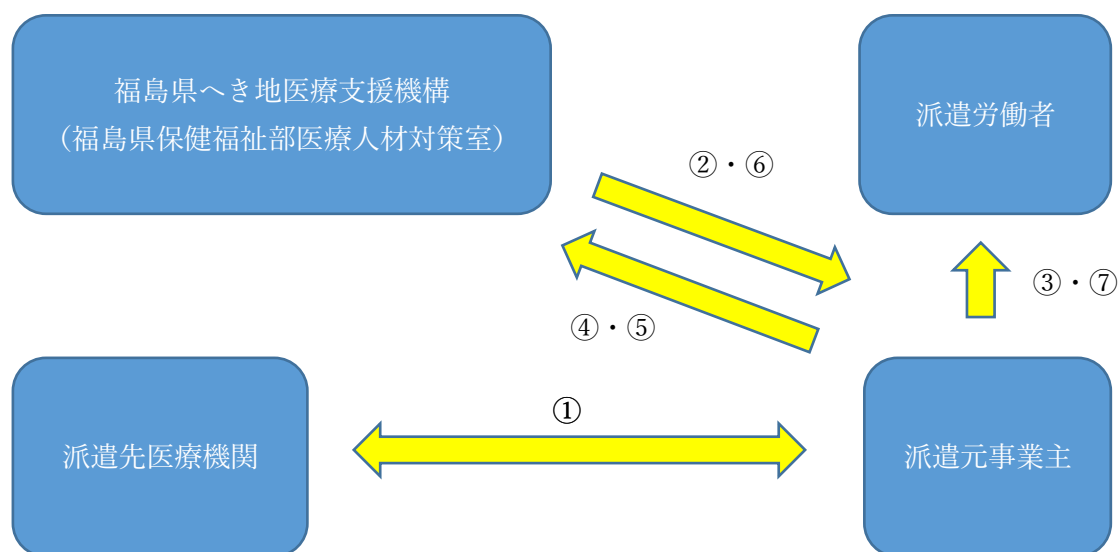 福島県へき地医療支援機構
（福島県保健福祉部医療人材対策室）
派遣労働者
②・⑥
③・⑦
④・⑤
①
派遣先医療機関
派遣元事業主